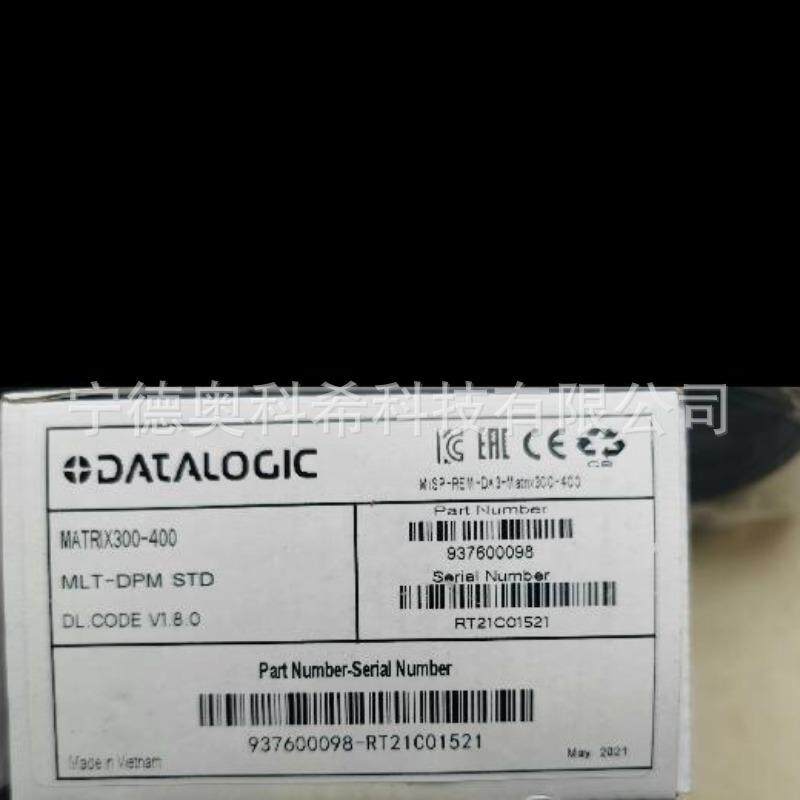 宁德奥科希科技有限公司
DATALOGIC
EAC CE
MATRIX300-400
MLT-DPM STD
DL.CODE V1.8.0
Part Number
937600098
Serial Number
RT21C01521
Part Number-Serial Number
937600098-RT21C01521
Made in Vietnam
May. 2021